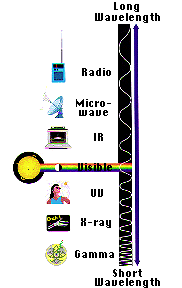 Long
Wavelength
Radio
Micro-
wave
IR
Visible
UV
X-ray
Gamma
Short
Wavelength